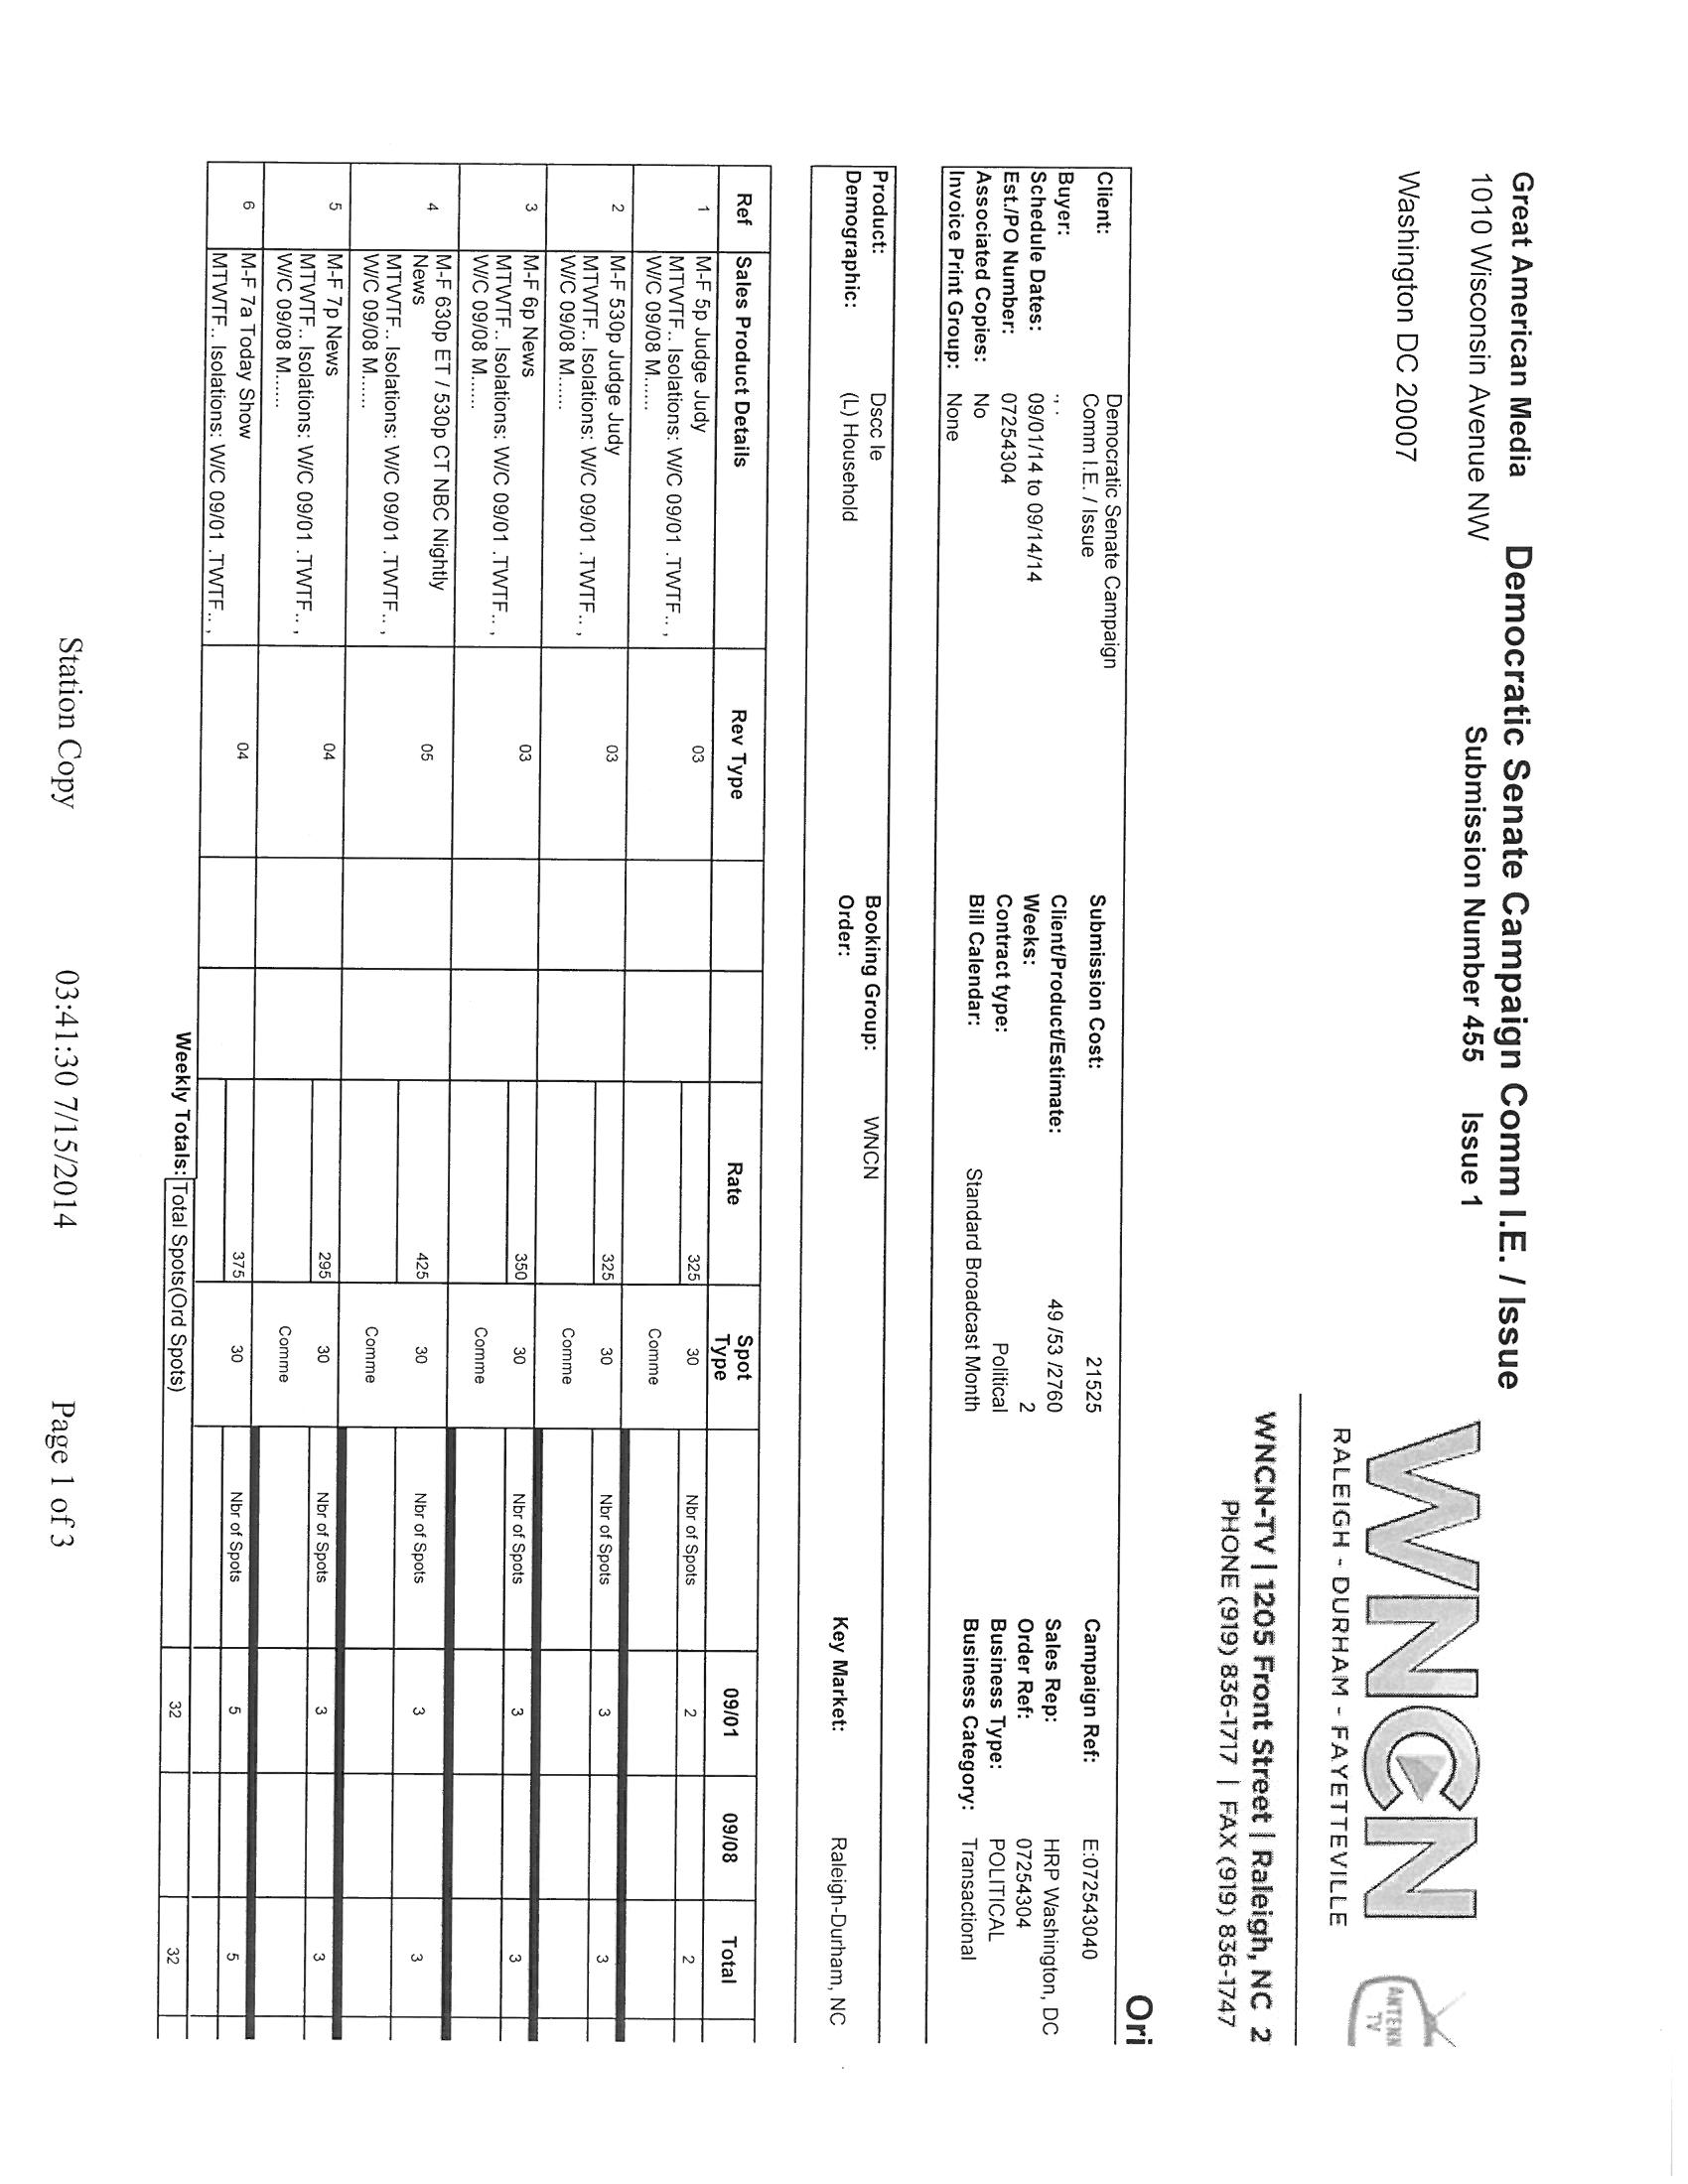 Great American Media Democratic Senate Campaign Comm I.E. / Issue
1010 Wisconsin Avenue NW Submission Number 455 Issue 1
Washington DC 20007
WNCN
RALEIGH - DURHAM - FAYETTEVILLE
ANTENN
TV
WNCN-TV | 1205 Front Street | Raleigh, NC 2
PHONE (919) 836-1717 | FAX (919) 836-1747
Ori
Client: Democratic Senate Campaign Submission Cost: 21525 Campaign Ref: E:072543040
Comm I.E. / Issue
Buyer: ., . Client/Product/Estimate: 49 /53 /2760 Sales Rep: HRP Washington, DC
Schedule Dates: 09/01/14 to 09/14/14 Weeks: 2 Order Ref: 07254304
Est./PO Number: 07254304 Contract type: Political Business Type: POLITICAL
Associated Copies: No Bill Calendar: Standard Broadcast Month Business Category: Transactional
Invoice Print Group: None
Product: Dscc Ie Booking Group: WNCN
Demographic: (L) Household Order: Key Market: Raleigh-Durham, NC
Ref Sales Product Details Rev Type Rate Spot Type 09/01 09/08 Total
1 M-F 5p Judge Judy 03 325 30 Nbr of Spots 2 2
MTWTF.. Isolations: W/C 09/01 .TWTF.. ,
W/C 09/08 M...... Comme
2 M-F 530p Judge Judy 03 325 30 Nbr of Spots 3 3
MTWTF.. Isolations: W/C 09/01 .TWTF.. ,
W/C 09/08 M...... Comme
3 M-F 6p News 03 350 30 Nbr of Spots 3 3
MTWTF.. Isolations: W/C 09/01 .TWTF.. ,
W/C 09/08 M...... Comme
4 M-F 630p ET / 530p CT NBC Nightly 05 425 30 Nbr of Spots 3 3
News
MTWTF.. Isolations: W/C 09/01 .TWTF.. ,
W/C 09/08 M...... Comme
5 M-F 7p News 04 295 30 Nbr of Spots 3 3
MTWTF.. Isolations: W/C 09/01 .TWTF.. ,
W/C 09/08 M...... Comme
6 M-F 7a Today Show 04 375 30 Nbr of Spots 5 5
MTWTF.. Isolations: W/C 09/01 .TWTF.. ,
Weekly Totals: Total Spots(Ord Spots) 32 32
Station Copy 03:41:30 7/15/2014 Page 1 of 3